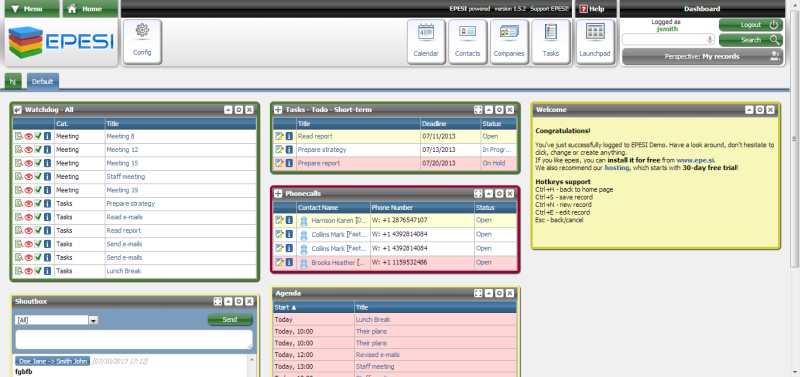 Menu
Home
EPESI powered version 1.5.2 Support EPESI!
Help
Dashboard
EPESI
Config
Calendar
Contacts
Companies
Tasks
Launchpad
Logged as
jsmith
Logout
Search
Perspective: My records
hj
Default
Watchdog - All
Cat. Title
Meeting Meeting 8
Meeting Meeting 12
Meeting Meeting 15
Meeting Staff meeting
Meeting Meeting 19
Tasks Prepare strategy
Tasks Read e-mails
Tasks Read report
Tasks Send e-mails
Tasks Send e-mails
Tasks Lunch Break
Tasks - Todo - Short-term
Title Deadline Status
Read report 07/11/2013 Open
Prepare strategy 07/13/2013 In Progr...
Prepare report 07/20/2013 On Hold
Phonecalls
Contact Name Phone Number Status
Harrison Karen [D... W: +1 2876547107 Open
Collins Mark [Fast... W: +1 4392814084 Open
Collins Mark [Fast... W: +1 4392814084 Open
Brooks Heather [... W: +1 1159532486 Open
Welcome
Congratulations!
You've just successfully logged to EPESI Demo. Have a look around, don't hesitate to
click, change or create anything.
If you like epesi, you can install it for free from www.epe.si.
We also recommend our hosting, which starts with 30-day free trial!
Hotkeys support
Ctrl+H - back to home page
Ctrl+S - save record
Ctrl+N - new record
Ctrl+E - edit record
Esc - back/cancel
Shoutbox
[All]
Send
Doe Jane -> Smith John [07/10/2013 17:12]
fgbfb
Agenda
Start ▲ Title
Today Lunch Break
Today, 10:00 Their plans
Today, 10:00 Their plans
Today, 12:00 Revised e-mails
Today, 13:00 Staff meeting